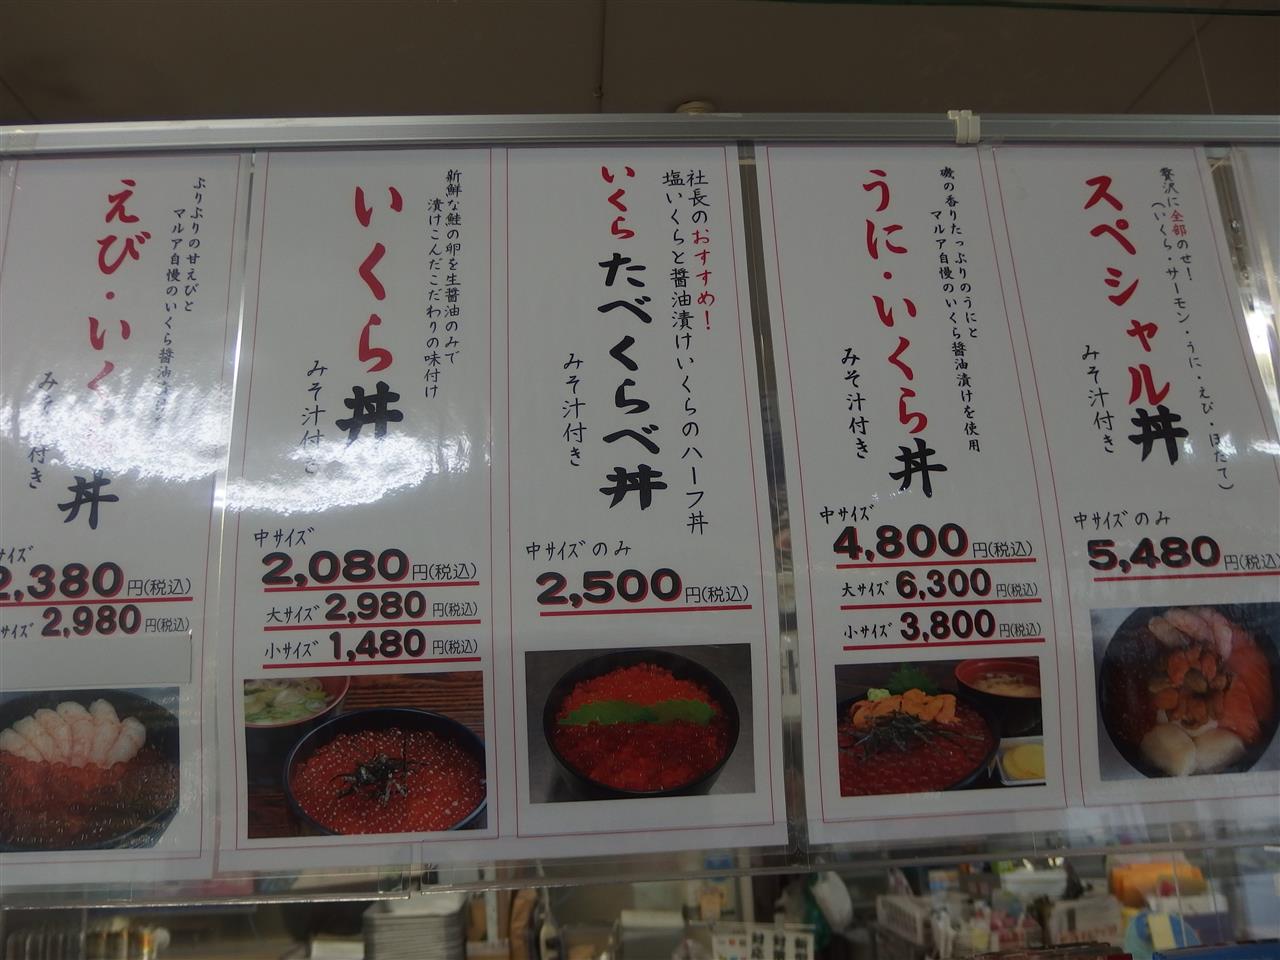 贅沢に全部のせ！
（いくら・サーモン・うに・えび・ほたて）
スペシャル丼
みそ汁付き
中サイズのみ
5,480円(税込)
磯の香りたっぷりのうにと
マルア自慢のいくら醤油漬けを使用
うに・いくら丼
みそ汁付き
中サイズ
4,800円(税込)
大サイズ 6,300円(税込)
小サイズ 3,800円(税込)
社長のおすすめ！
塩いくらと醤油漬けいくらのハーフ丼
いくらたべくらべ丼
みそ汁付き
中サイズのみ
2,500円(税込)
新鮮な鮭の卵を生醤油のみで
漬けこんだこだわりの味付け
いくら丼
みそ汁付き
中サイズ
2,080円(税込)
大サイズ 2,980円(税込)
小サイズ 1,480円(税込)
ぷりぷりの甘えびと
マルア自慢のいくら醤油
えび・いくら丼
みそ汁付き
サイズ
2,380円(税込)
サイズ 2,980円(税込)